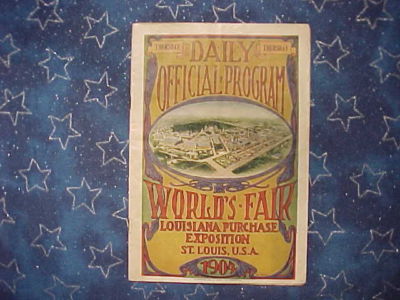 THURSDAY THURSDAY
DAILY
OFFICIAL·PROGRAM
WORLD'S·FAIR
LOUISIANA PURCHASE
EXPOSITION
ST. LOUIS, U.S.A.
1904